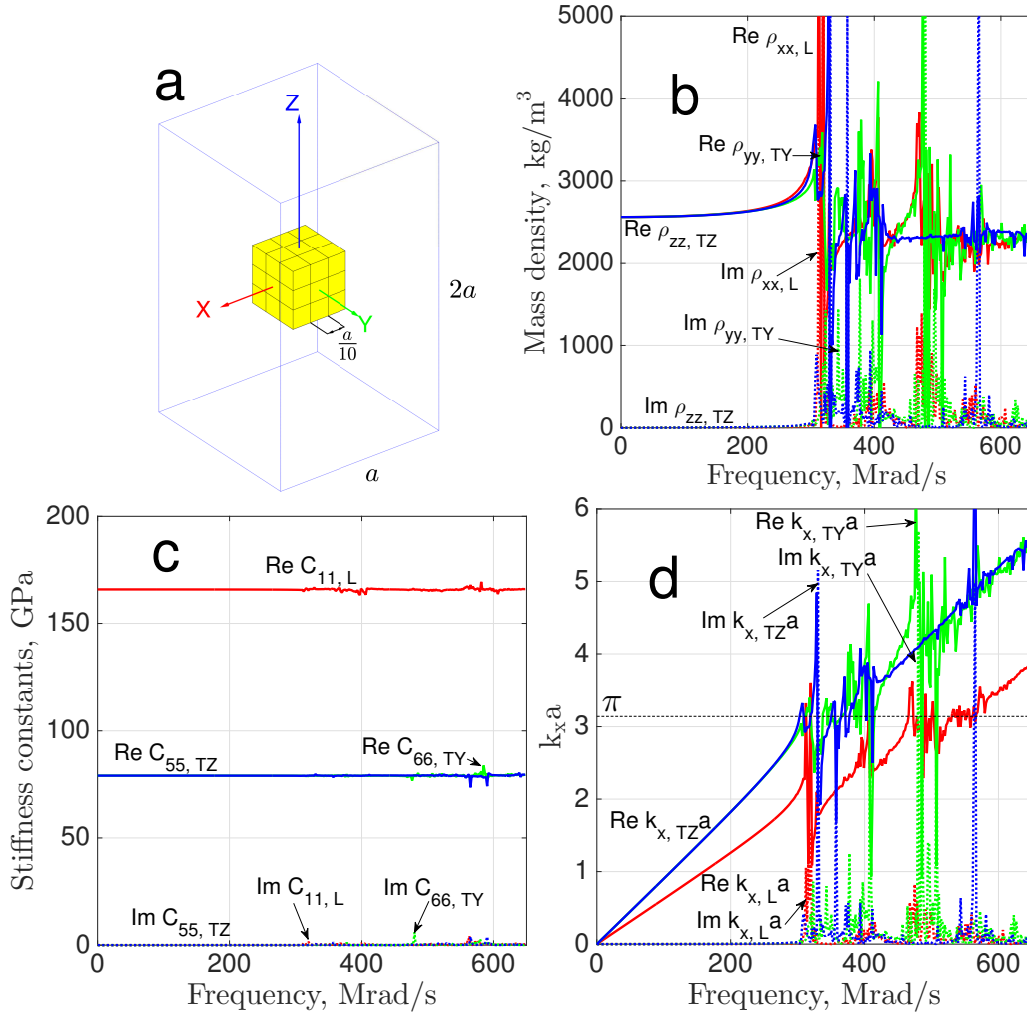 a
Z
X
Y
a
10
2a
a
b
Mass density, kg/m³
5000
4000
3000
2000
1000
0
0
200
400
600
Frequency, Mrad/s
Re ρxx, L
Re ρyy, TY
Re ρzz, TZ
Im ρxx, L
Im ρyy, TY
Im ρzz, TZ
c
Stiffness constants, GPa
200
150
100
50
0
0
200
400
600
Frequency, Mrad/s
Re C11, L
Re C66, TY
Re C55, TZ
Im C11, L
Im C66, TY
Im C55, TZ
d
kxa
6
5
4
π
3
2
1
0
0
200
400
600
Frequency, Mrad/s
Re kx, TYa
Im kx, TYa
Im kx, TZa
Re kx, TZa
Re kx, La
Im kx, La